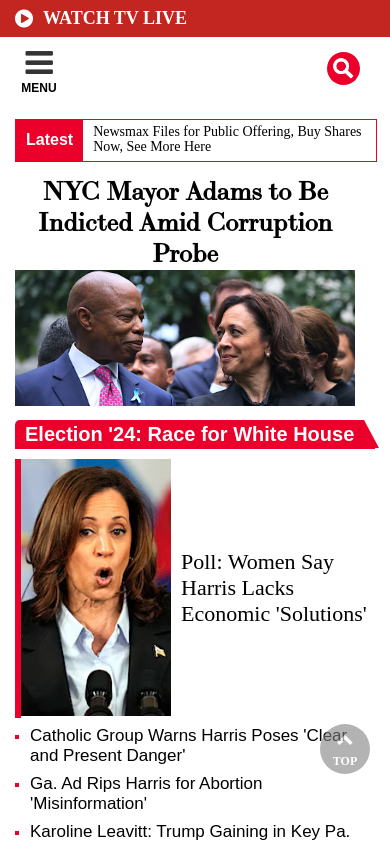 WATCH TV LIVE
MENU
Latest
Newsmax Files for Public Offering, Buy Shares
Now, See More Here
NYC Mayor Adams to Be
Indicted Amid Corruption
Probe
Election '24: Race for White House
Poll: Women Say
Harris Lacks
Economic 'Solutions'
Catholic Group Warns Harris Poses 'Clear
and Present Danger'
TOP
Ga. Ad Rips Harris for Abortion
'Misinformation'
Karoline Leavitt: Trump Gaining in Key Pa.